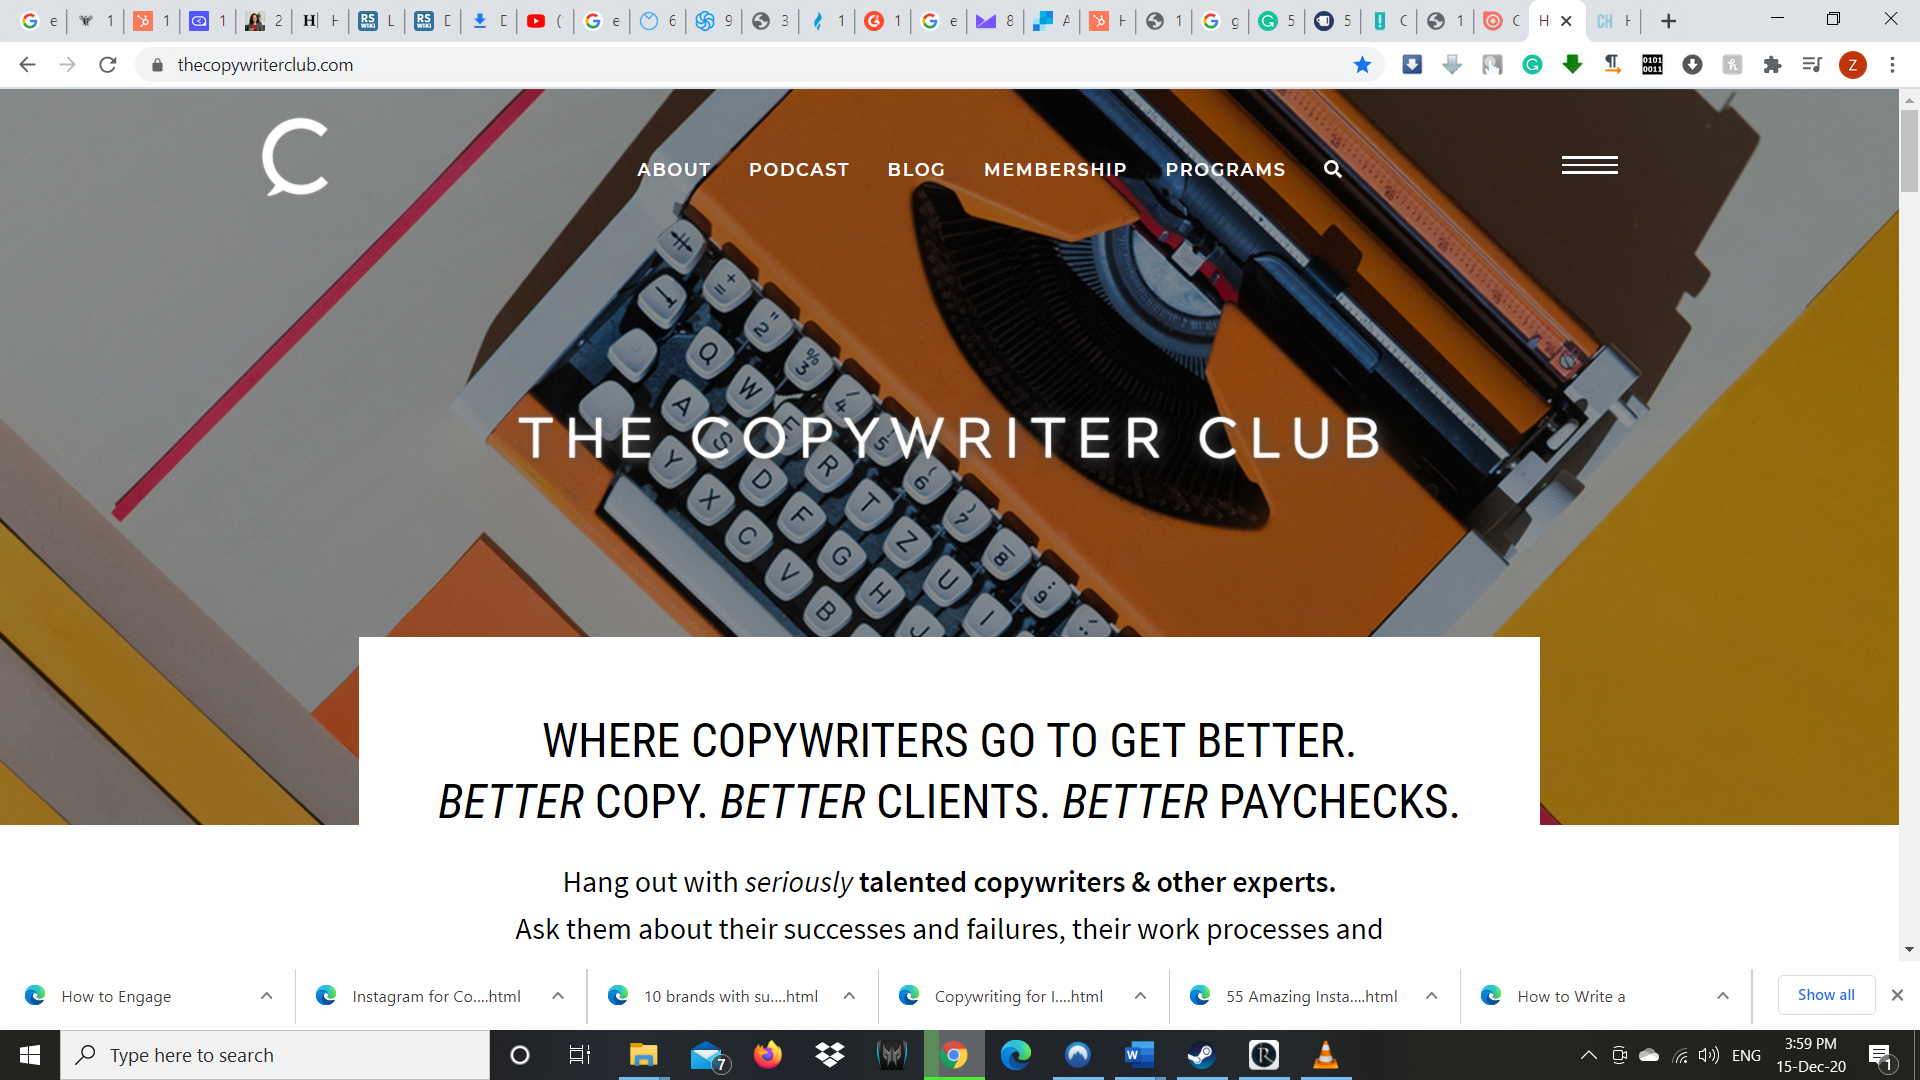 thecopywriterclub.com
Z
ABOUT PODCAST BLOG MEMBERSHIP PROGRAMS
THE COPYWRITER CLUB
WHERE COPYWRITERS GO TO GET BETTER.
BETTER COPY. BETTER CLIENTS. BETTER PAYCHECKS.
Hang out with seriously talented copywriters & other experts.
Ask them about their successes and failures, their work processes and
How to Engage
Instagram for Co....html
10 brands with su....html
Copywriting for I....html
55 Amazing Insta....html
How to Write a
Show all
Type here to search
7
ENG
3:59 PM
15-Dec-20
1